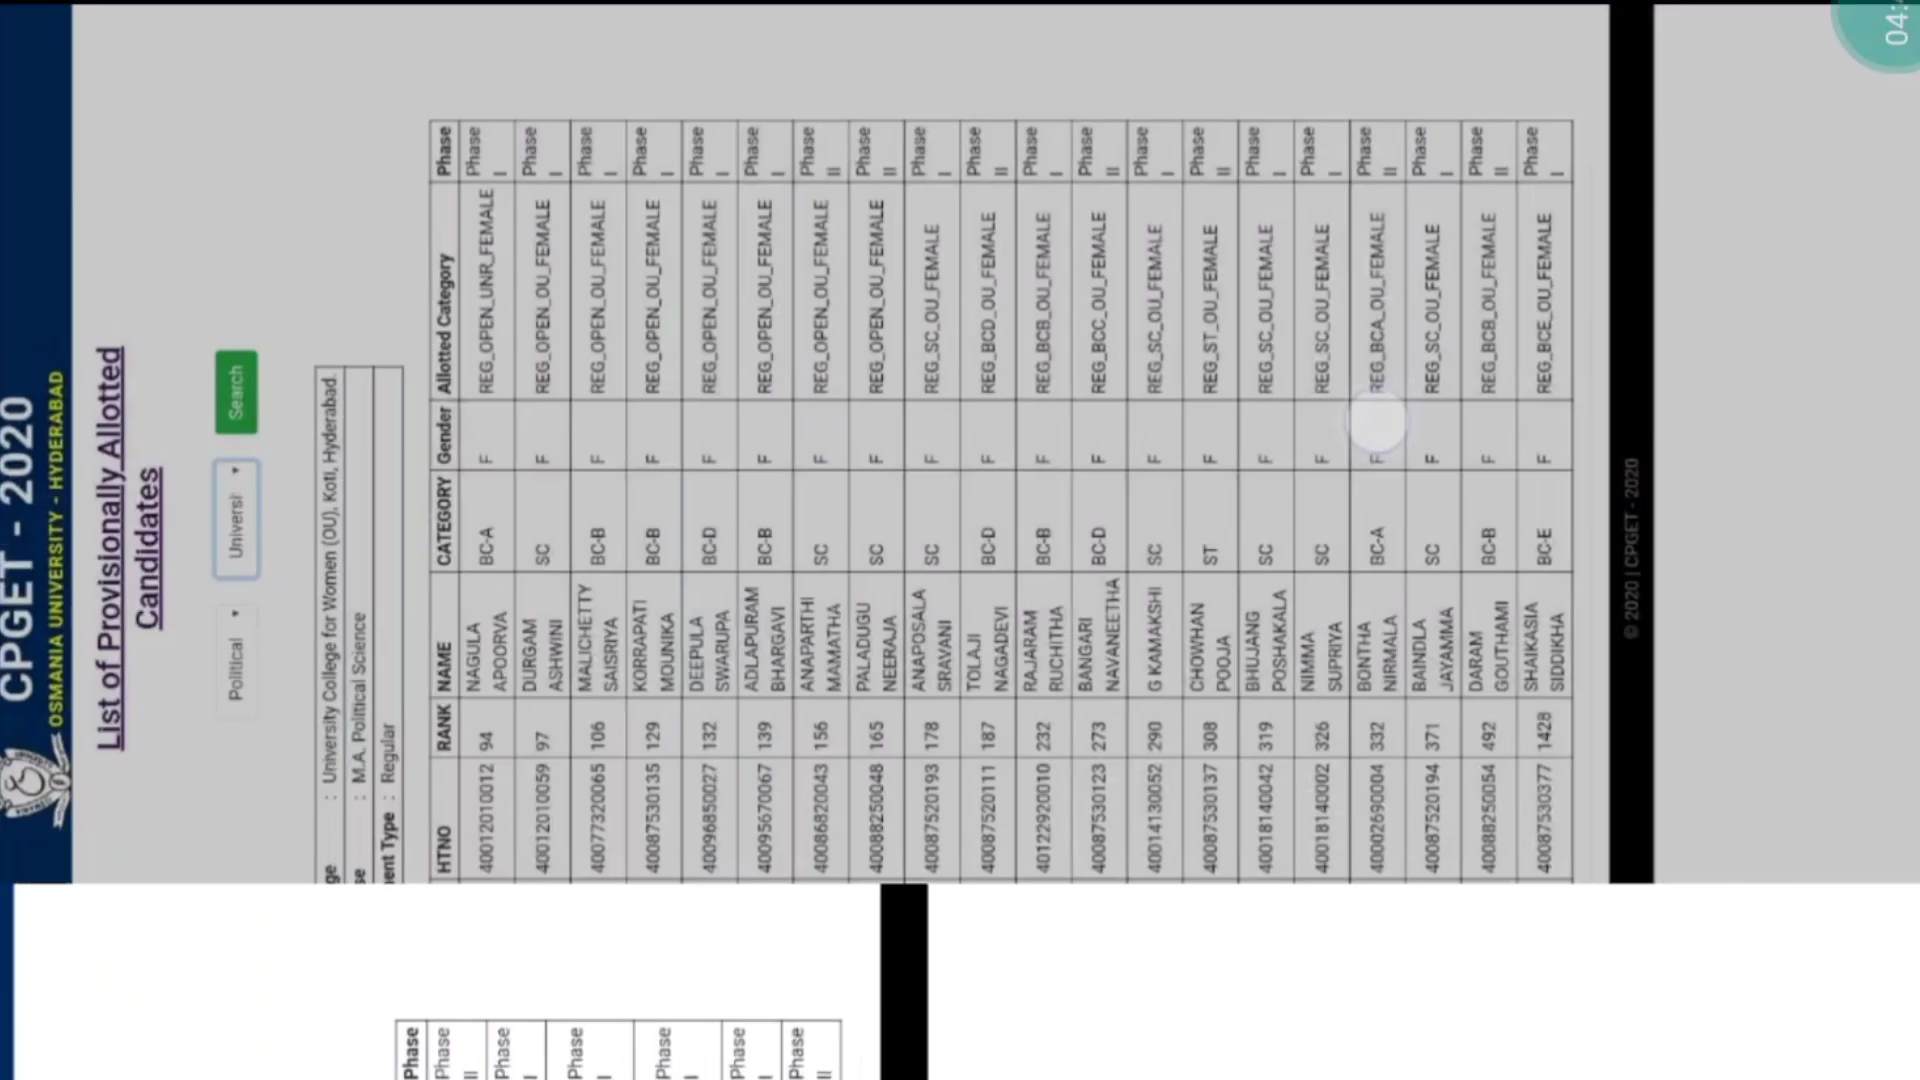 CPGET - 2020
OSMANIA UNIVERSITY - HYDERABAD
List of Provisionally Allotted
Candidates
Political Universi Search
ge : University College for Women (OU), Koti, Hyderabad.
se : M.A. Political Science
ent Type : Regular
HTNO RANK NAME CATEGORY Gender Allotted Category Phase
40012010012 94 NAGULA APOORVA BC-A F REG_OPEN_UNR_FEMALE Phase I
40012010059 97 DURGAM ASHWINI SC F REG_OPEN_OU_FEMALE Phase I
40077320065 106 MALICHETTY SAISRIYA BC-B F REG_OPEN_OU_FEMALE Phase I
40087530135 129 KORRAPATI MOUNIKA BC-B F REG_OPEN_OU_FEMALE Phase I
40096850027 132 DEEPULA SWARUPA BC-D F REG_OPEN_OU_FEMALE Phase I
40095670067 139 ADLAPURAM BHARGAVI BC-B F REG_OPEN_OU_FEMALE Phase I
40086820043 156 ANAPARTHI MAMATHA SC F REG_OPEN_OU_FEMALE Phase II
40088250048 165 PALADUGU NEERAJA SC F REG_OPEN_OU_FEMALE Phase II
40087520193 178 ANAPOSALA SRAVANI SC F REG_SC_OU_FEMALE Phase I
40087520111 187 TOLAJI NAGADEVI BC-D F REG_BCD_OU_FEMALE Phase II
40122920010 232 RAJARAM RUCHITHA BC-B F REG_BCB_OU_FEMALE Phase I
40087530123 273 BANGARI NAVANEETHA BC-D F REG_BCC_OU_FEMALE Phase II
40014130052 290 G KAMAKSHI SC F REG_SC_OU_FEMALE Phase I
40087530137 308 CHOWHAN POOJA ST F REG_ST_OU_FEMALE Phase II
40018140042 319 BHUJANG POSHAKALA SC F REG_SC_OU_FEMALE Phase I
40018140002 326 NIMMA SUPRIYA SC F REG_SC_OU_FEMALE Phase I
40002690004 332 BONTHA NIRMALA BC-A F REG_BCA_OU_FEMALE Phase II
40087520194 371 BAINDLA JAYAMMA SC F REG_SC_OU_FEMALE Phase I
40088250054 492 DARAM GOUTHAMI BC-B F REG_BCB_OU_FEMALE Phase II
40087530377 1428 SHAIKASIA SIDDIKHA BC-E F REG_BCE_OU_FEMALE Phase I
© 2020 | CPGET - 2020
04:
Phase
Phase II
Phase I
Phase I
Phase I
Phase I
Phase II